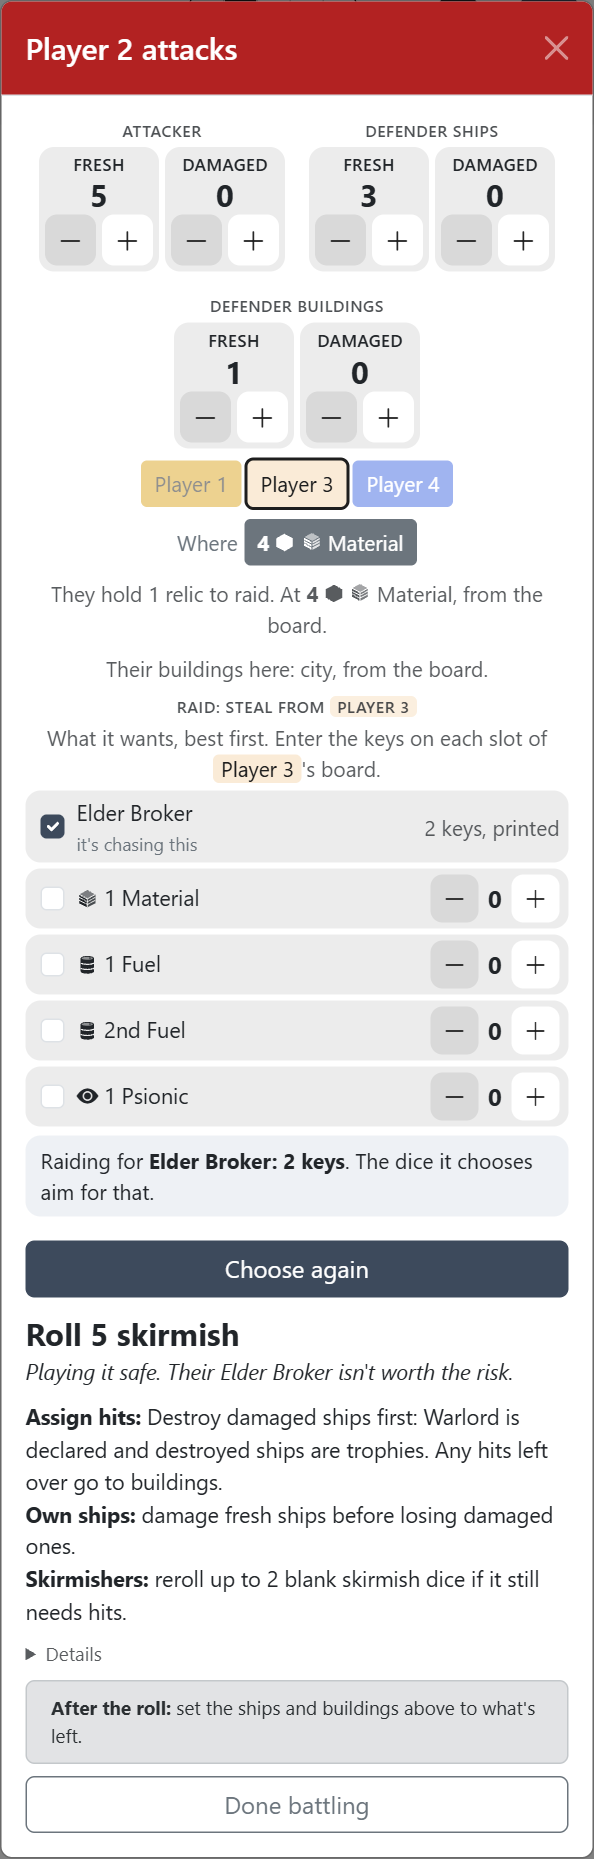 Player 2 attacks
ATTACKER
DEFENDER SHIPS
FRESH
DAMAGED
FRESH
DAMAGED
5
0
3
0
− +
− +
− +
− +
DEFENDER BUILDINGS
FRESH
DAMAGED
1
0
− +
− +
Player 1
Player 3
Player 4
Where 4 Material
They hold 1 relic to raid. At 4 Material, from the
board.
Their buildings here: city, from the board.
RAID: STEAL FROM PLAYER 3
What it wants, best first. Enter the keys on each slot of
Player 3's board.
Elder Broker
it's chasing this
2 keys, printed
1 Material
− 0 +
1 Fuel
− 0 +
2nd Fuel
− 0 +
1 Psionic
− 0 +
Raiding for Elder Broker: 2 keys. The dice it chooses
aim for that.
Choose again
Roll 5 skirmish
Playing it safe. Their Elder Broker isn't worth the risk.
Assign hits: Destroy damaged ships first: Warlord is
declared and destroyed ships are trophies. Any hits left
over go to buildings.
Own ships: damage fresh ships before losing damaged
ones.
Skirmishers: reroll up to 2 blank skirmish dice if it still
needs hits.
Details
After the roll: set the ships and buildings above to what's
left.
Done battling